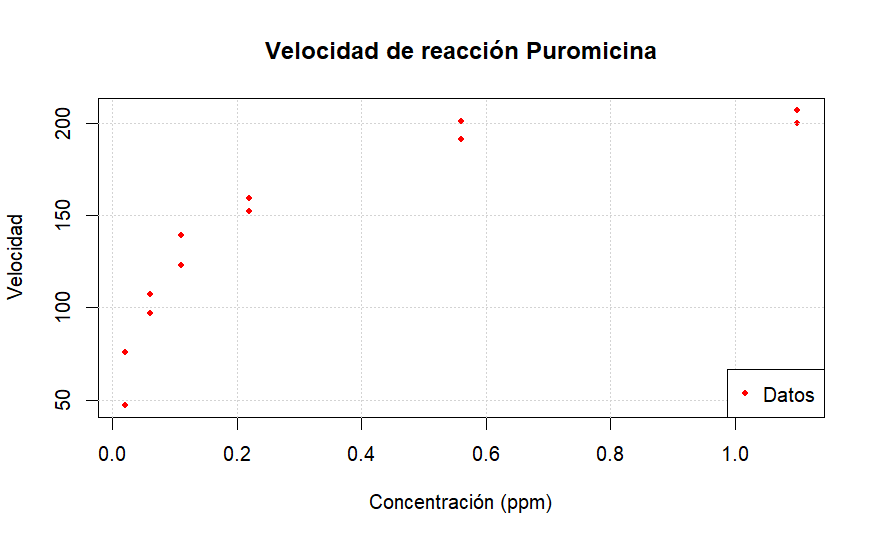 Velocidad de reacción Puromicina
Velocidad
200
150
100
50
Datos
0.0 0.2 0.4 0.6 0.8 1.0
Concentración (ppm)